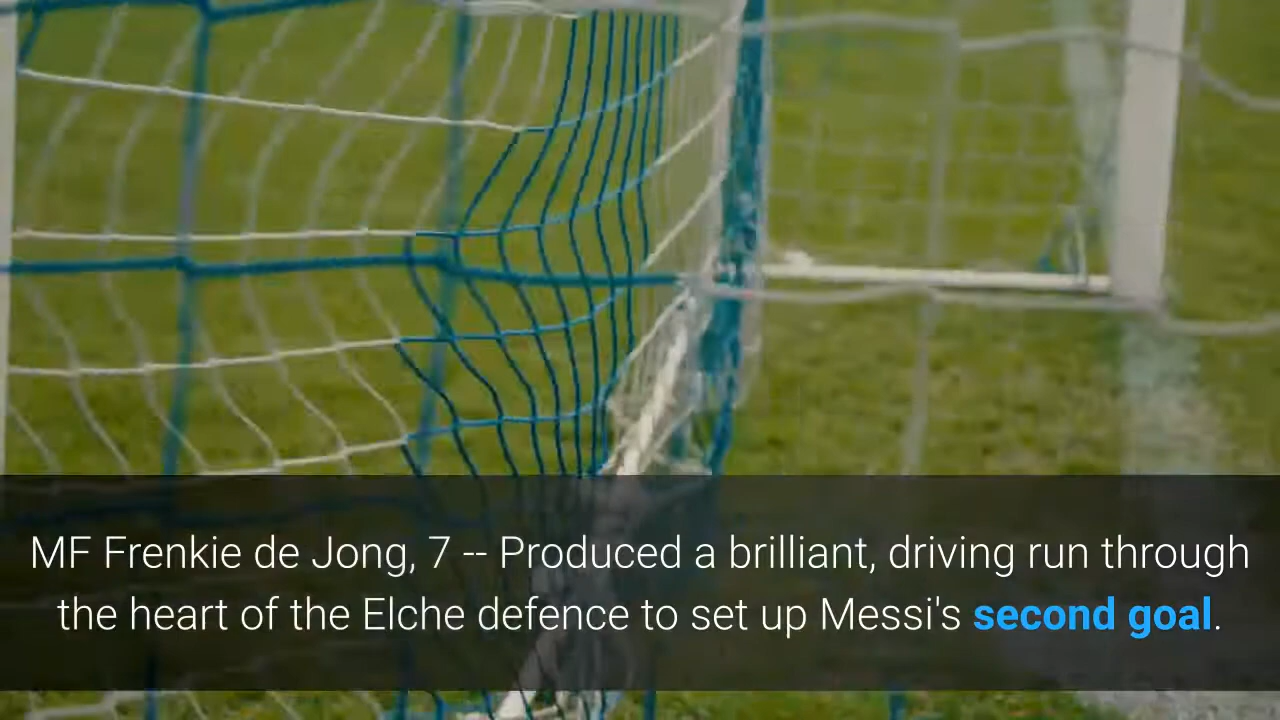 MF Frenkie de Jong, 7 -- Produced a brilliant, driving run through
the heart of the Elche defence to set up Messi's second goal.